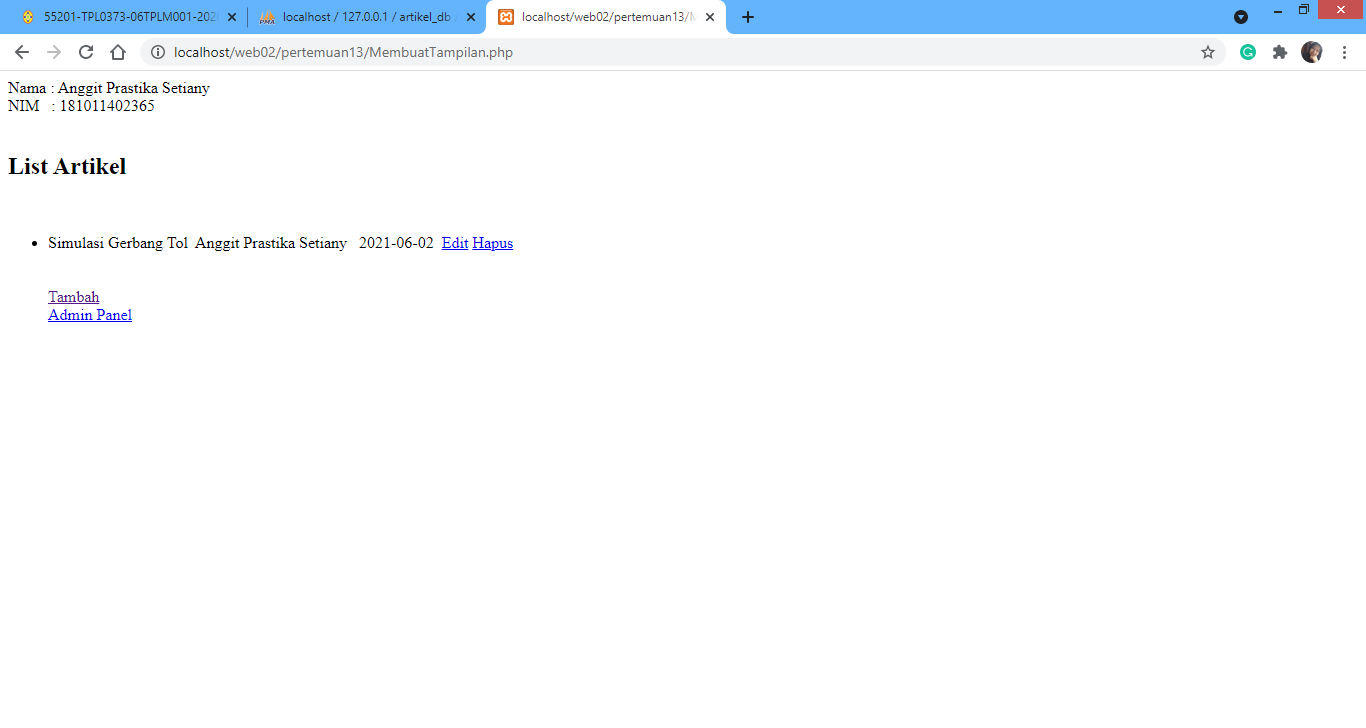 55201-TPL0373-06TPLM001-202
localhost / 127.0.0.1 / artikel_db
localhost/web02/pertemuan13/M
localhost/web02/pertemuan13/MembuatTampilan.php
Nama : Anggit Prastika Setiany
NIM : 181011402365
List Artikel
Simulasi Gerbang Tol Anggit Prastika Setiany 2021-06-02 Edit Hapus
Tambah
Admin Panel